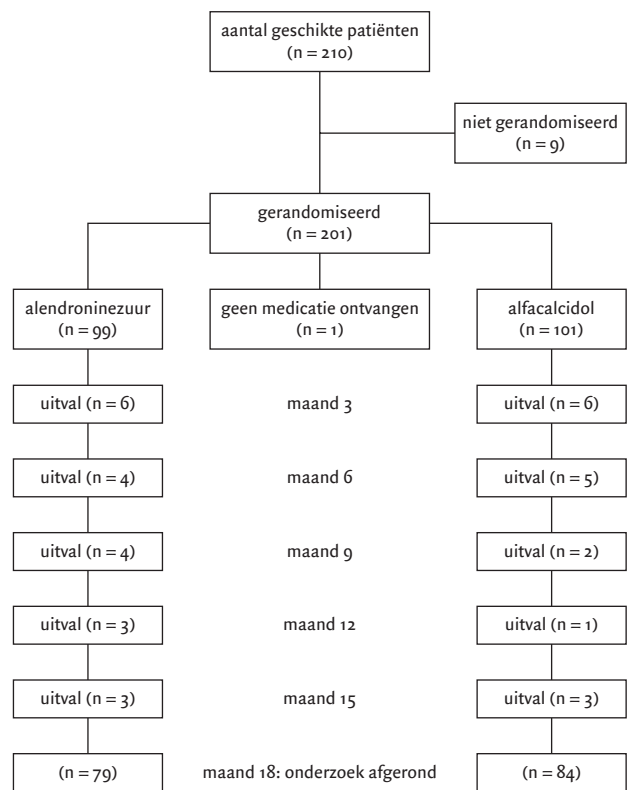 aantal geschikte patiënten
(n = 210)
niet gerandomiseerd
(n = 9)
gerandomiseerd
(n = 201)
alendroninezuur
(n = 99)
geen medicatie ontvangen
(n = 1)
alfacalcidol
(n = 101)
uitval (n = 6)
maand 3
uitval (n = 6)
uitval (n = 4)
maand 6
uitval (n = 5)
uitval (n = 4)
maand 9
uitval (n = 2)
uitval (n = 3)
maand 12
uitval (n = 1)
uitval (n = 3)
maand 15
uitval (n = 3)
(n = 79)
maand 18: onderzoek afgerond
(n = 84)